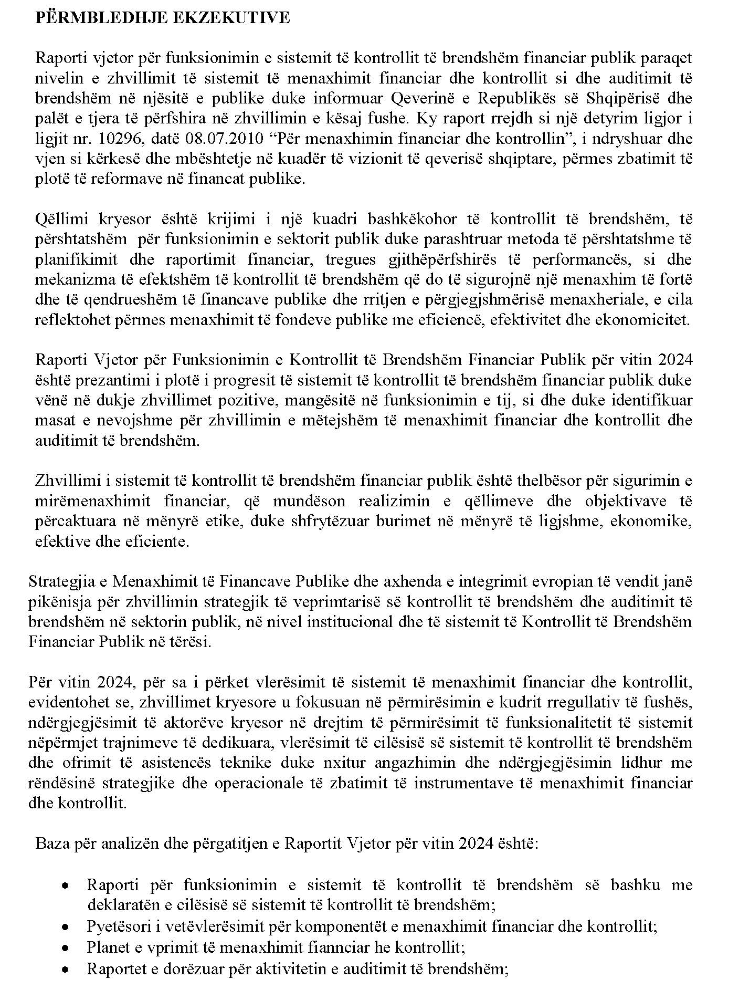 PËRMBLEDHJE EKZEKUTIVE
Raporti vjetor për funksionimin e sistemit të kontrollit të brendshëm financiar publik paraqet
nivelin e zhvillimit të sistemit të menaxhimit financiar dhe kontrollit si dhe auditimit të
brendshëm në njësitë e publike duke informuar Qeverinë e Republikës së Shqipërisë dhe
palët e tjera të përfshira në zhvillimin e kësaj fushe. Ky raport rrejdh si një detyrim ligjor i
ligjit nr. 10296, datë 08.07.2010 “Për menaxhimin financiar dhe kontrollin”, i ndryshuar dhe
vjen si kërkesë dhe mbështetje në kuadër të vizionit të qeverisë shqiptare, përmes zbatimit të
plotë të reformave në financat publike.
Qëllimi kryesor është krijimi i një kuadri bashkëkohor të kontrollit të brendshëm, të
përshtatshëm  për funksionimin e sektorit publik duke parashtruar metoda të përshtatshme të
planifikimit dhe raportimit financiar, tregues gjithëpërfshirës të performancës, si dhe
mekanizma të efektshëm të kontrollit të brendshëm që do të sigurojnë një menaxhim të fortë
dhe të qendrueshëm të financave publike dhe rritjen e përgjegjshmërisë menaxheriale, e cila
reflektohet përmes menaxhimit të fondeve publike me eficiencë, efektivitet dhe ekonomicitet.
Raporti Vjetor për Funksionimin e Kontrollit të Brendshëm Financiar Publik për vitin 2024
është prezantimi i plotë i progresit të sistemit të kontrollit të brendshëm financiar publik duke
vënë në dukje zhvillimet pozitive, mangësitë në funksionimin e tij, si dhe duke identifikuar
masat e nevojshme për zhvillimin e mëtejshëm të menaxhimit financiar dhe kontrollit dhe
auditimit të brendshëm.
Zhvillimi i sistemit të kontrollit të brendshëm financiar publik është thelbësor për sigurimin e
mirëmenaxhimit financiar, që mundëson realizimin e qëllimeve dhe objektivave të
përcaktuara në mënyrë etike, duke shfrytëzuar burimet në mënyrë të ligjshme, ekonomike,
efektive dhe eficiente.
Strategjia e Menaxhimit të Financave Publike dhe axhenda e integrimit evropian të vendit janë
pikënisja për zhvillimin strategjik të veprimtarisë së kontrollit të brendshëm dhe auditimit të
brendshëm në sektorin publik, në nivel institucional dhe të sistemit të Kontrollit të Brendshëm
Financiar Publik në tërësi.
Për vitin 2024, për sa i përket vlerësimit të sistemit të menaxhimit financiar dhe kontrollit,
evidentohet se, zhvillimet kryesore u fokusuan në përmirësimin e kudrit rregullativ të fushës,
ndërgjegjësimit të aktorëve kryesor në drejtim të përmirësimit të funksionalitetit të sistemit
nëpërmjet trajnimeve të dedikuara, vlerësimit të cilësisë së sistemit të kontrollit të brendshëm
dhe ofrimit të asistencës teknike duke nxitur angazhimin dhe ndërgjegjësimin lidhur me
rëndësinë strategjike dhe operacionale të zbatimit të instrumentave të menaxhimit financiar
dhe kontrollit.
Baza për analizën dhe përgatitjen e Raportit Vjetor për vitin 2024 është:
• Raporti për funksionimin e sistemit të kontrollit të brendshëm së bashku me
deklaratën e cilësisë së sistemit të kontrollit të brendshëm;
• Pyetësori i vetëvlerësimit për komponentët e menaxhimit financiar dhe kontrollit;
• Planet e vprimit të menaxhimit fiannciar he kontrollit;
• Raportet e dorëzuar për aktivitetin e auditimit të brendshëm;